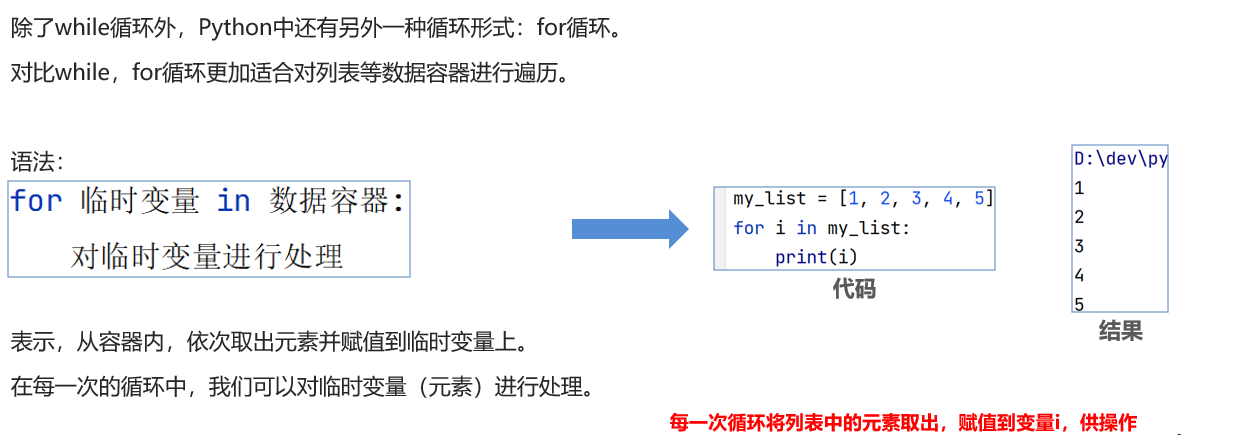 除了while循环外，Python中还有另外一种循环形式：for循环。
对比while，for循环更加适合对列表等数据容器进行遍历。
语法：
for 临时变量 in 数据容器:
对临时变量进行处理
my_list = [1, 2, 3, 4, 5]
for i in my_list:
print(i)
代码
D:\dev\py
1
2
3
4
5
结果
表示，从容器内，依次取出元素并赋值到临时变量上。
在每一次的循环中，我们可以对临时变量（元素）进行处理。
每一次循环将列表中的元素取出，赋值到变量i，供操作